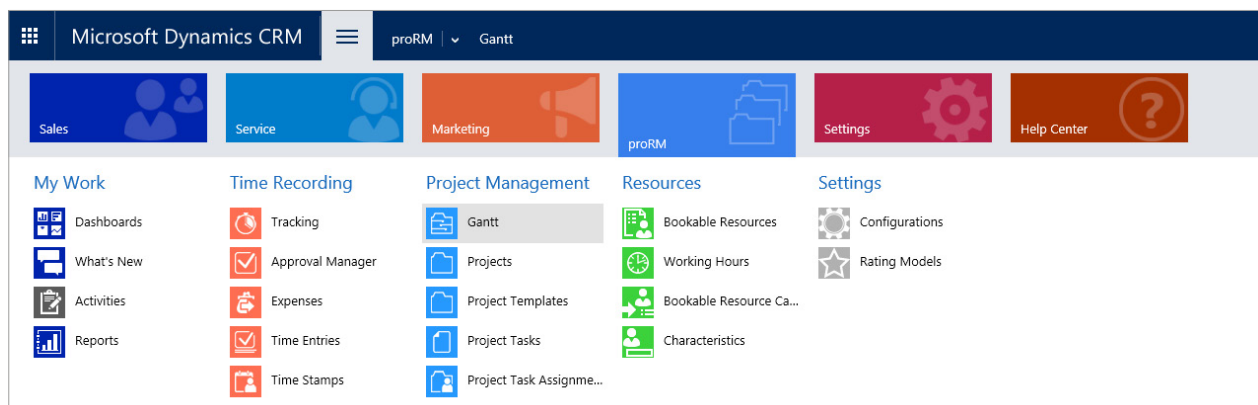 Microsoft Dynamics CRM proRM Gantt
Sales Service Marketing proRM Settings Help Center
My Work Time Recording Project Management Resources Settings
Dashboards Tracking Gantt Bookable Resources Configurations
What's New Approval Manager Projects Working Hours Rating Models
Activities Expenses Project Templates Bookable Resource Ca...
Reports Time Entries Project Tasks Characteristics
Time Stamps Project Task Assignme...